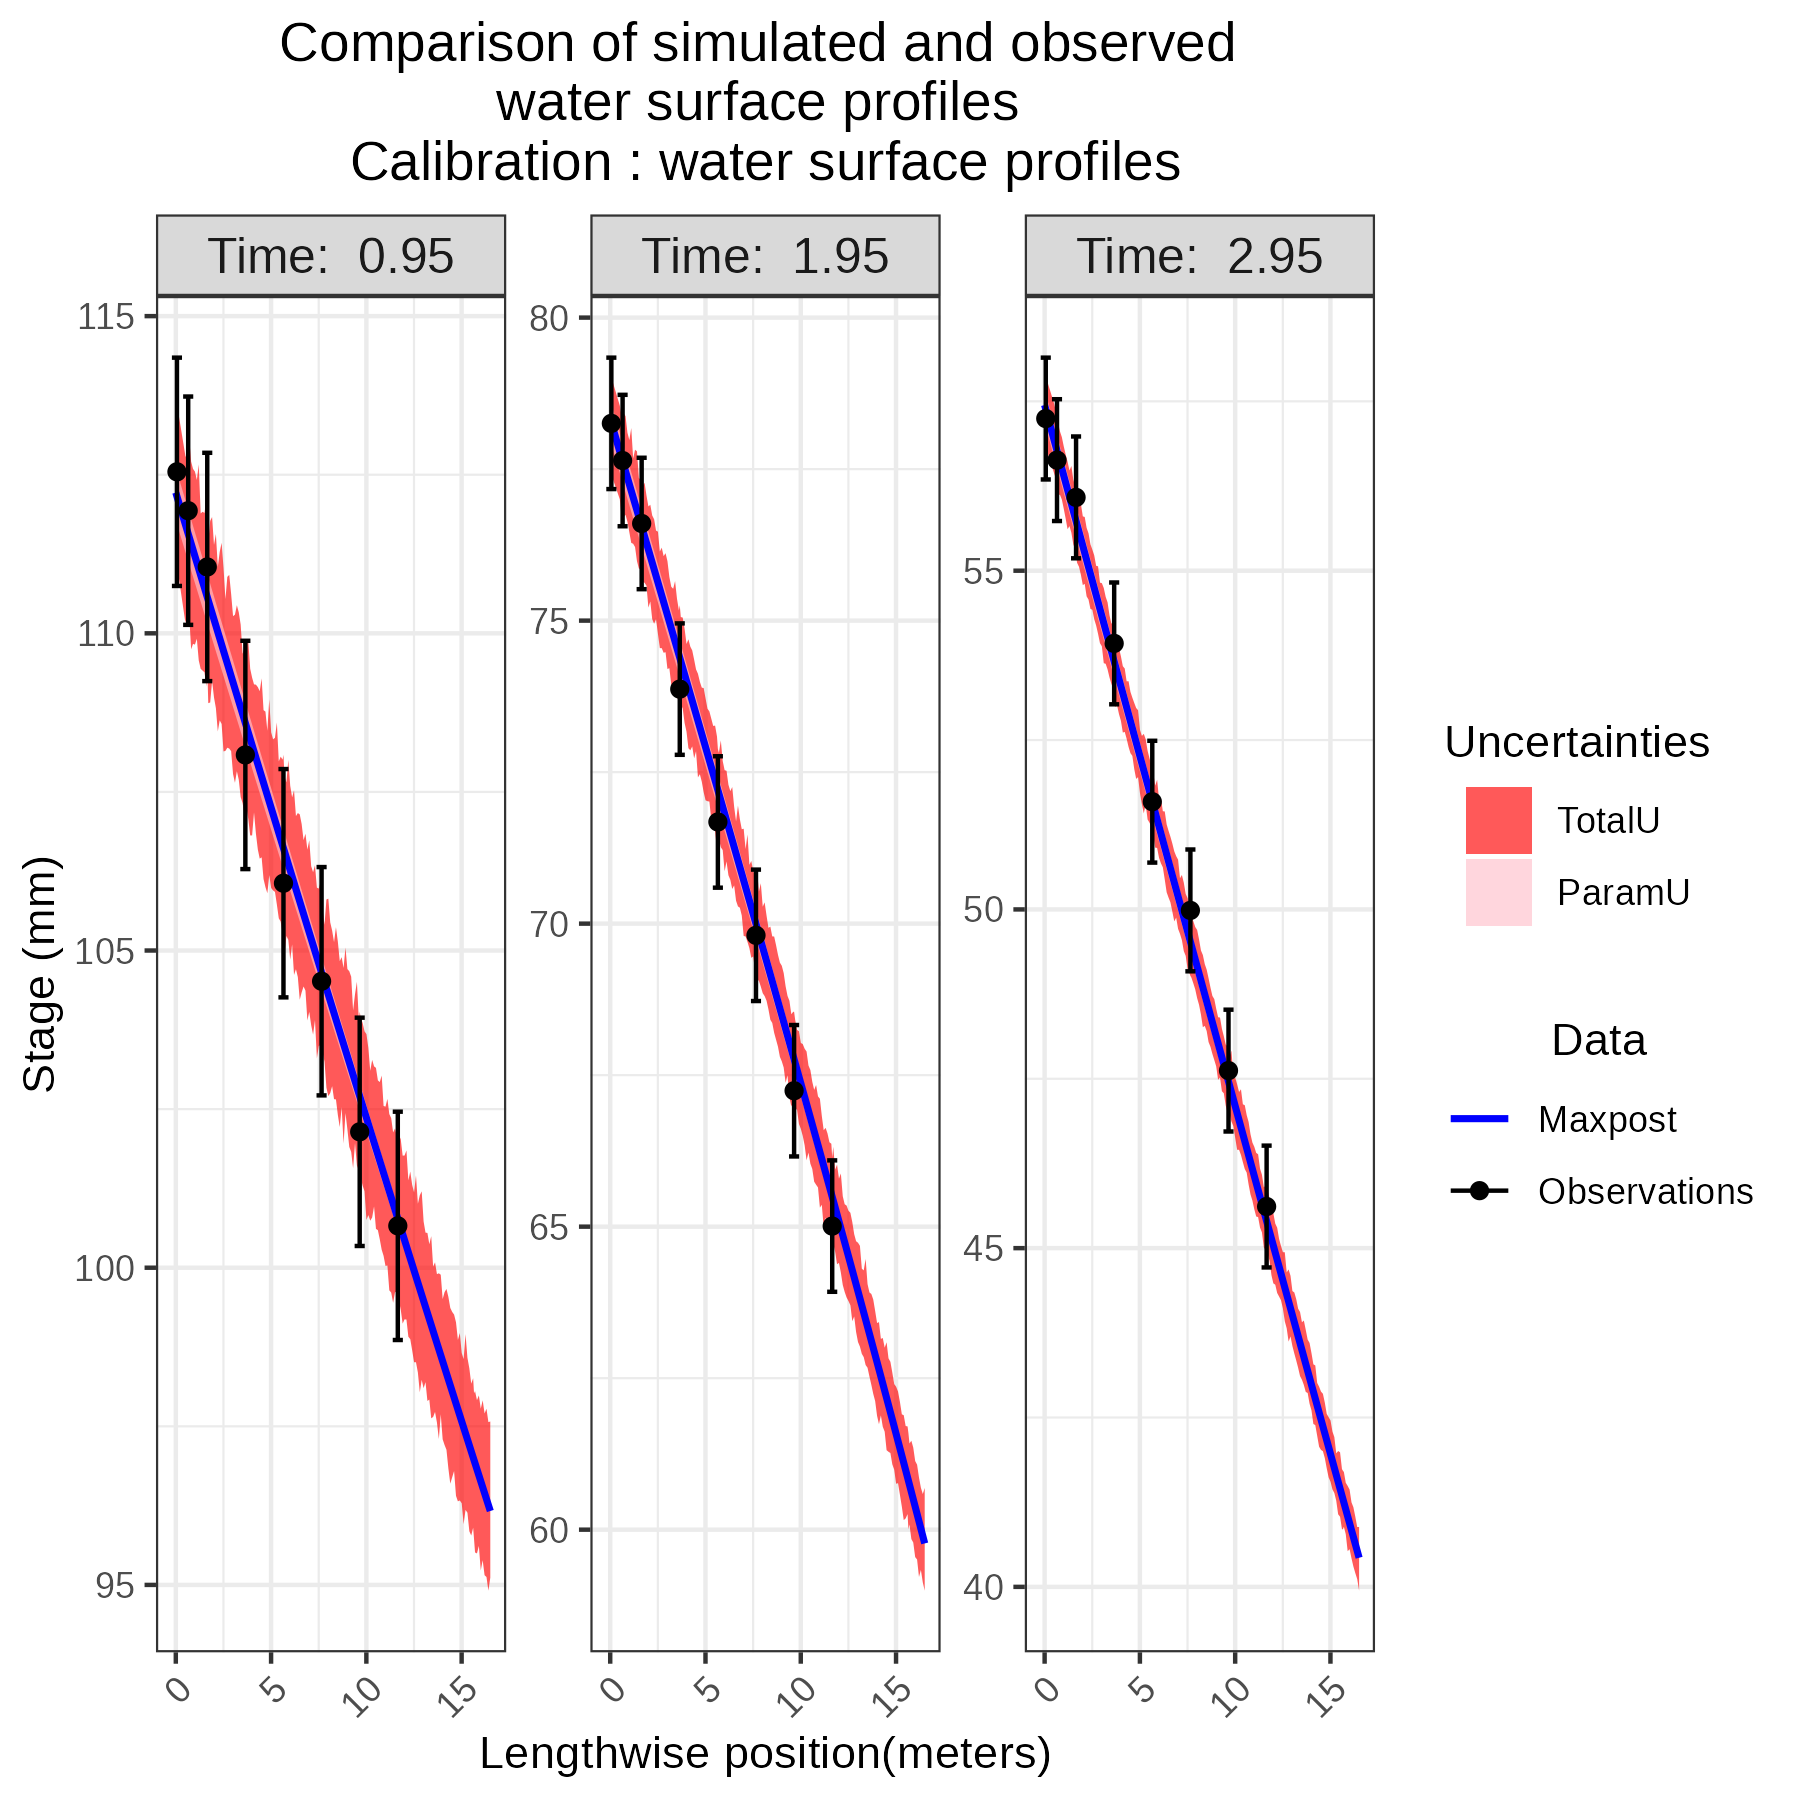 Comparison of simulated and observed
water surface profiles
Calibration : water surface profiles
Time:  0.95
Time:  1.95
Time:  2.95
Stage (mm)
115
110
105
100
95
80
75
70
65
60
55
50
45
40
0 5 10 15
0 5 10 15
0 5 10 15
Lengthwise position(meters)
Uncertainties
TotalU
ParamU
Data
Maxpost
Observations